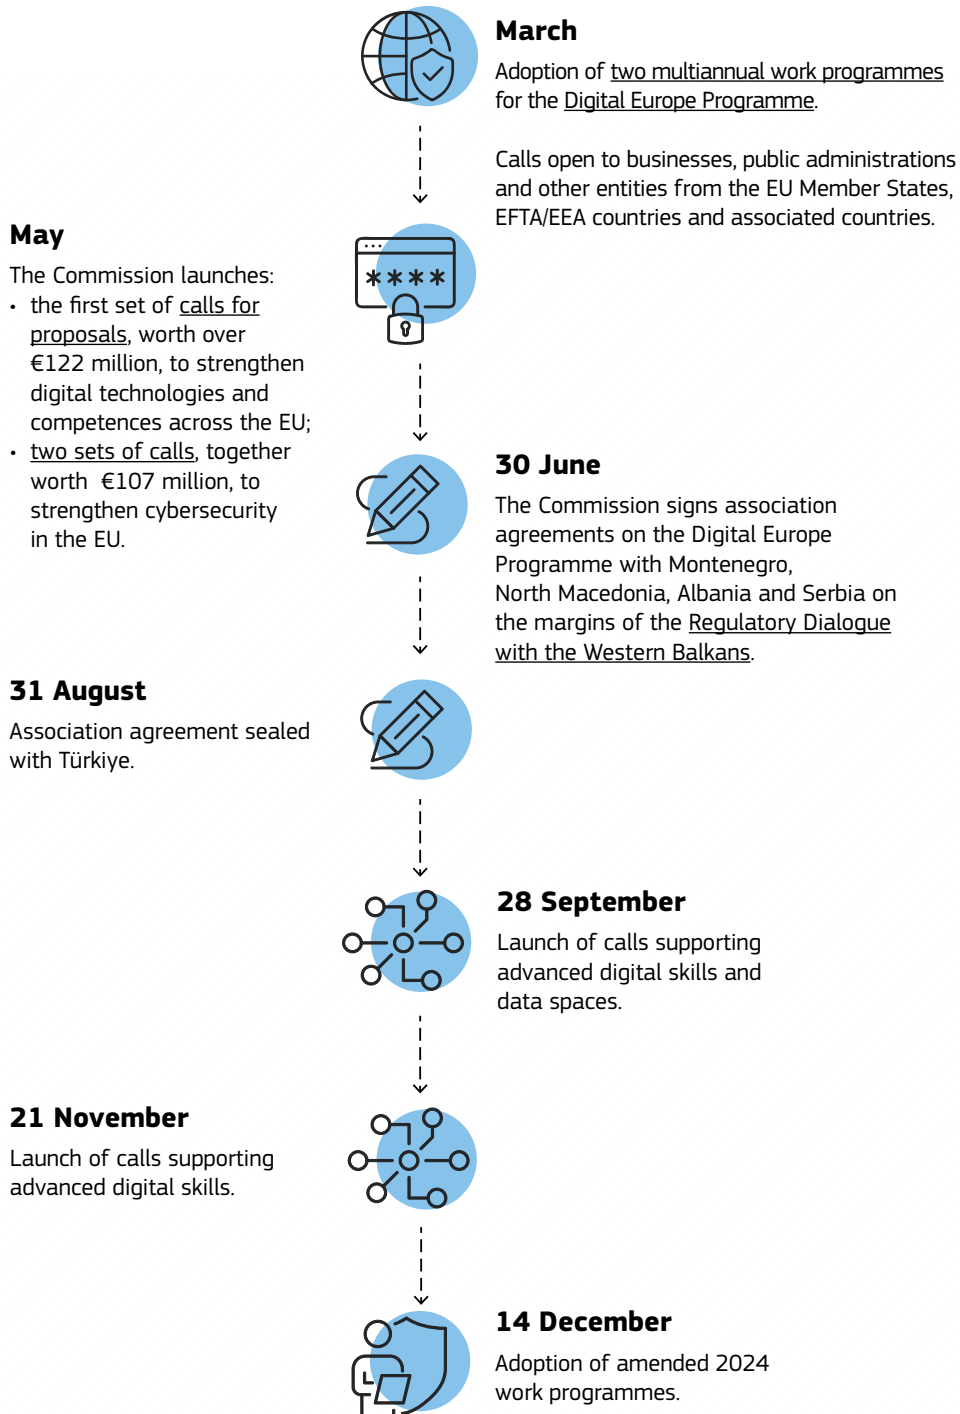 March
Adoption of two multiannual work programmes
for the Digital Europe Programme.
Calls open to businesses, public administrations
and other entities from the EU Member States,
EFTA/EEA countries and associated countries.
May
The Commission launches:
• the first set of calls for
proposals, worth over
€122 million, to strengthen
digital technologies and
competences across the EU;
• two sets of calls, together
worth €107 million, to
strengthen cybersecurity
in the EU.
30 June
The Commission signs association
agreements on the Digital Europe
Programme with Montenegro,
North Macedonia, Albania and Serbia on
the margins of the Regulatory Dialogue
with the Western Balkans.
31 August
Association agreement sealed
with Türkiye.
28 September
Launch of calls supporting
advanced digital skills and
data spaces.
21 November
Launch of calls supporting
advanced digital skills.
14 December
Adoption of amended 2024
work programmes.